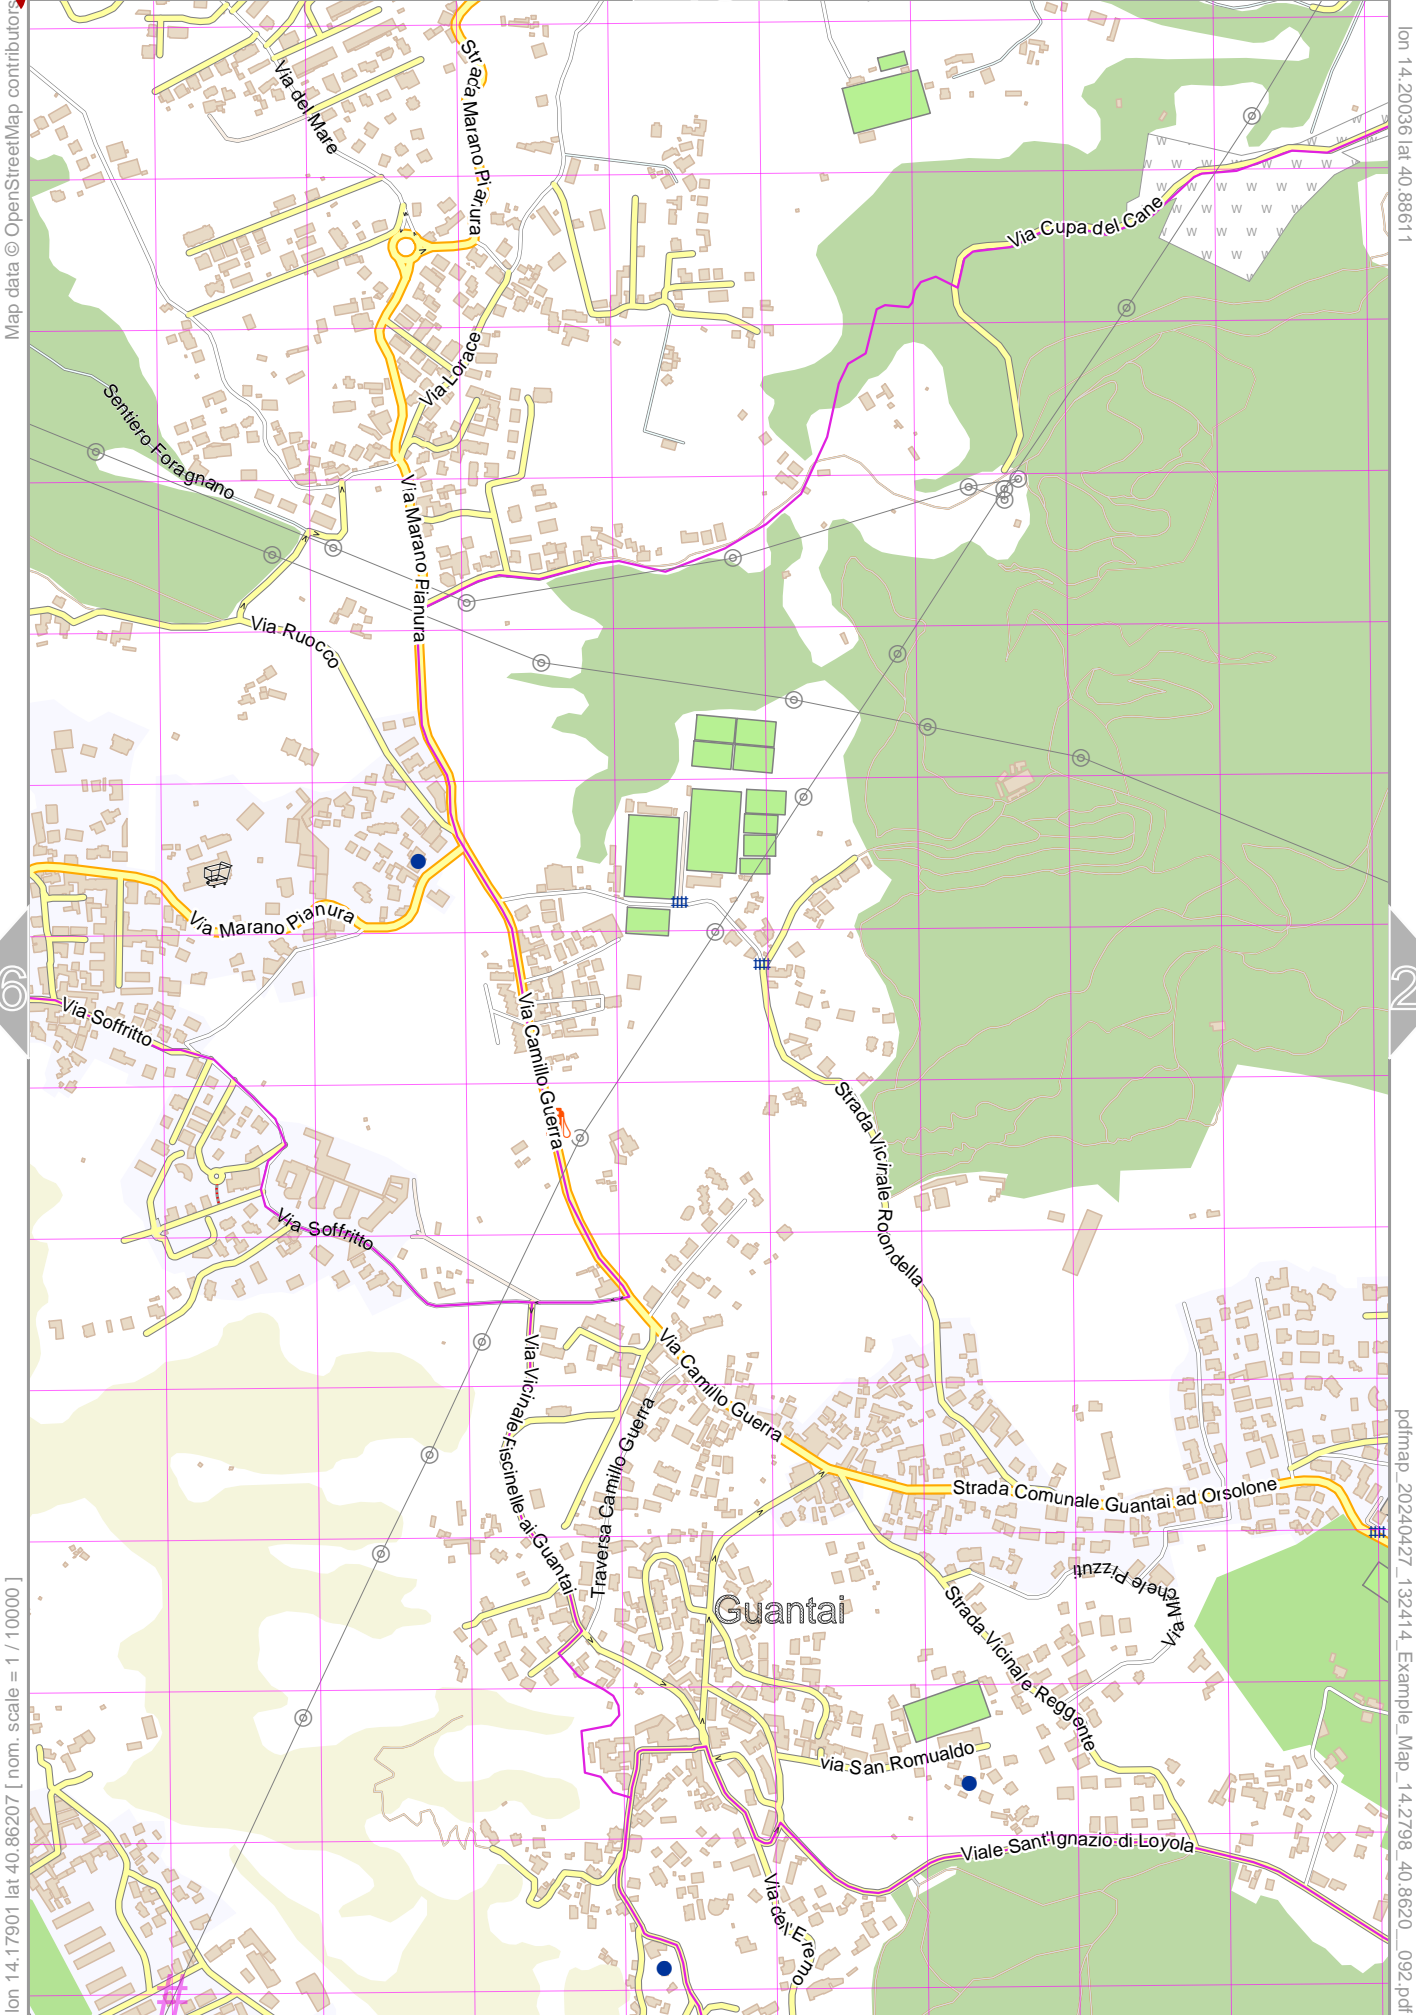 Map data © OpenStreetMap contributors
lon 14.20036 lat 40.88611
Strada Marano Pianura
Via del Mare
Via Cupa del Cane
Via Lorace
Sentiero Foragnano
Via Marano Pianura
Via Ruocco
Via Marano Pianura
6
2
Via Soffritto
Via Camillo Guerra
Strada Vicinale Roondella
Via Soffritto
Via Vicinale Fiscinelle ai Guantai
Via Camillo Guerra
Traversa Camillo Guerra
Strada Comunale Guantai ad Orsolone
Via Michele Pizzuti
Guantai
Strada Vicinale Reggente
via San Romualdo
Viale Sant'Ignazio di Loyola
Via dell'Eremo
lon 14.17901 lat 40.86207 [ nom. scale = 1 / 10000 ]
pdfmap_20240427_132414_Example_Map_14.2798_40.8620__092.pdf